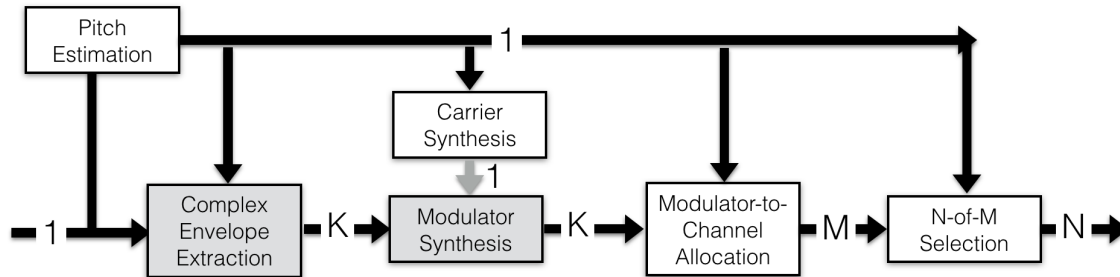 Pitch
Estimation
1
Carrier
Synthesis
1
1
Complex
Envelope
Extraction
K
Modulator
Synthesis
K
Modulator-to-
Channel
Allocation
M
N-of-M
Selection
N